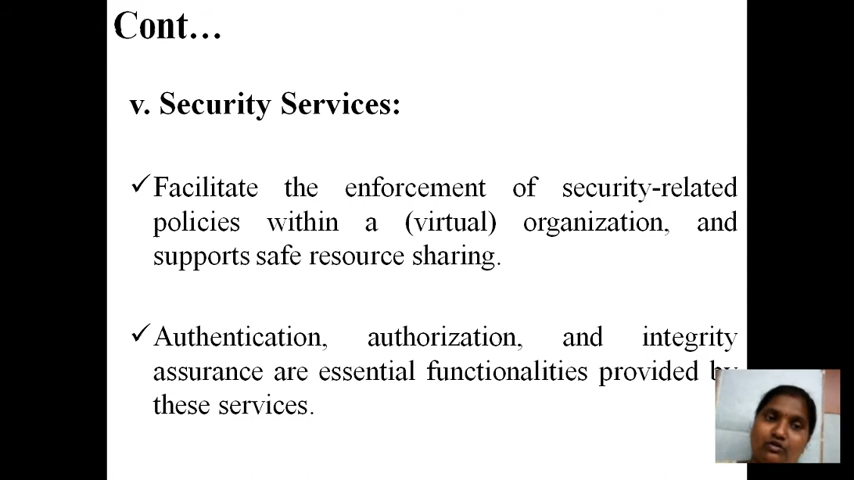 Cont...
v. Security Services:
✓Facilitate the enforcement of security-related
policies within a (virtual) organization, and
supports safe resource sharing.
✓Authentication, authorization, and integrity
assurance are essential functionalities provided by
these services.